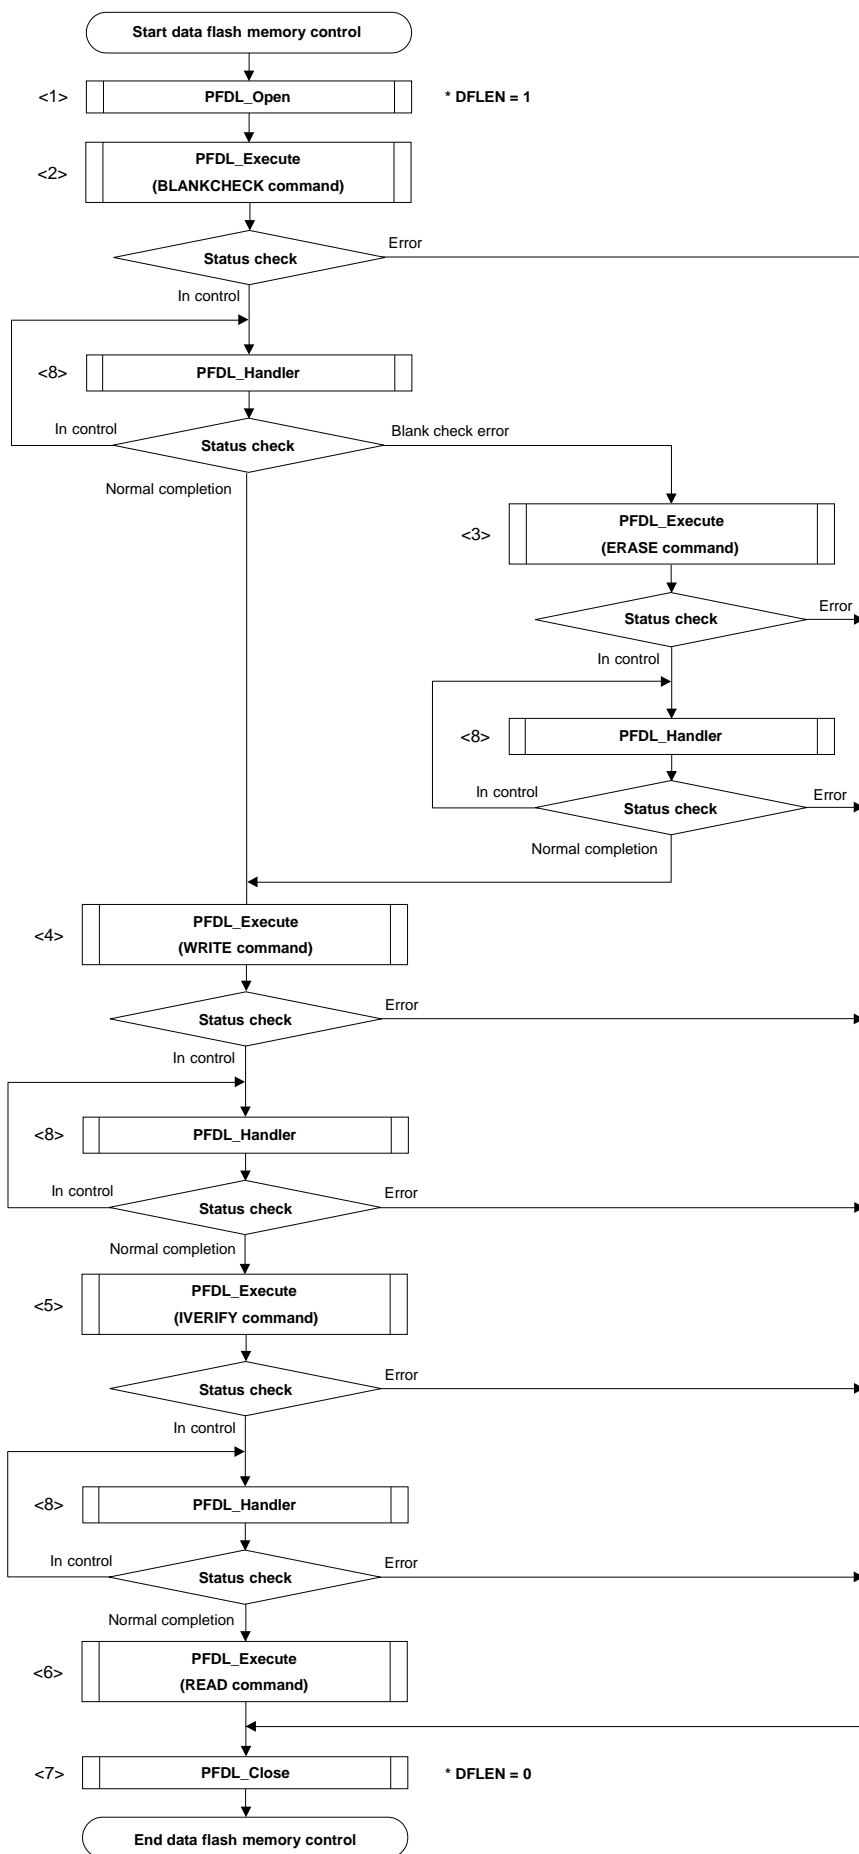 Start data flash memory control
<1>
PFDL_Open
* DFLEN = 1
<2>
PFDL_Execute
(BLANKCHECK command)
Status check
Error
In control
<8>
PFDL_Handler
In control
Status check
Blank check error
Normal completion
<3>
PFDL_Execute
(ERASE command)
Status check
Error
In control
<8>
PFDL_Handler
In control
Status check
Error
Normal completion
<4>
PFDL_Execute
(WRITE command)
Status check
Error
In control
<8>
PFDL_Handler
In control
Status check
Error
Normal completion
<5>
PFDL_Execute
(IVERIFY command)
Status check
Error
In control
<8>
PFDL_Handler
In control
Status check
Error
Normal completion
<6>
PFDL_Execute
(READ command)
<7>
PFDL_Close
* DFLEN = 0
End data flash memory control